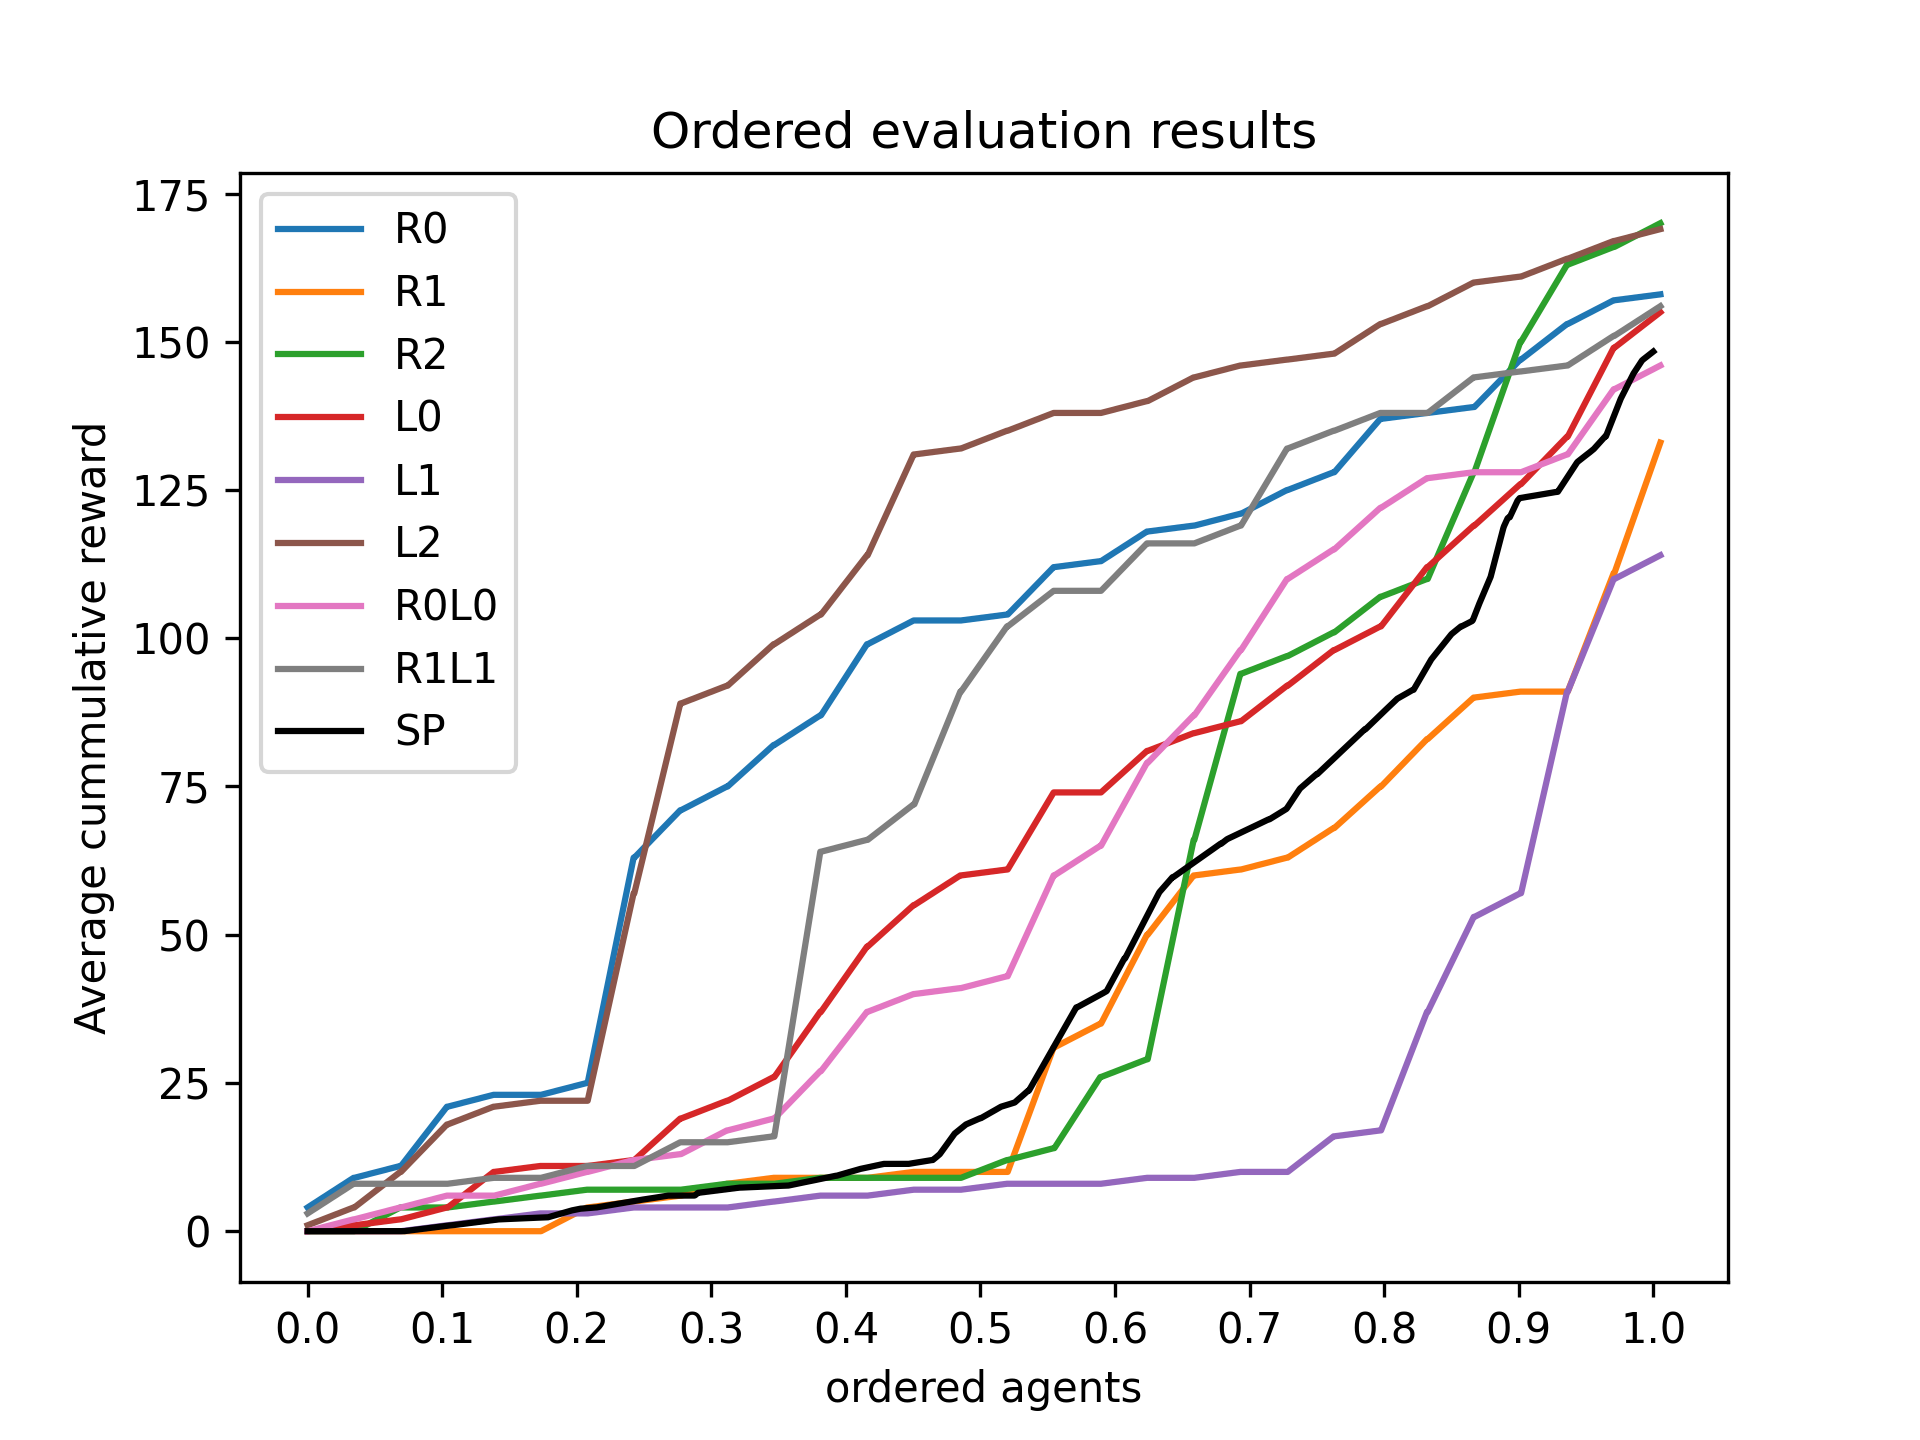 Ordered evaluation results
Average cummulative reward
175
150
125
100
75
50
25
0
R0
R1
R2
L0
L1
L2
R0L0
R1L1
SP
0.0 0.1 0.2 0.3 0.4 0.5 0.6 0.7 0.8 0.9 1.0
ordered agents